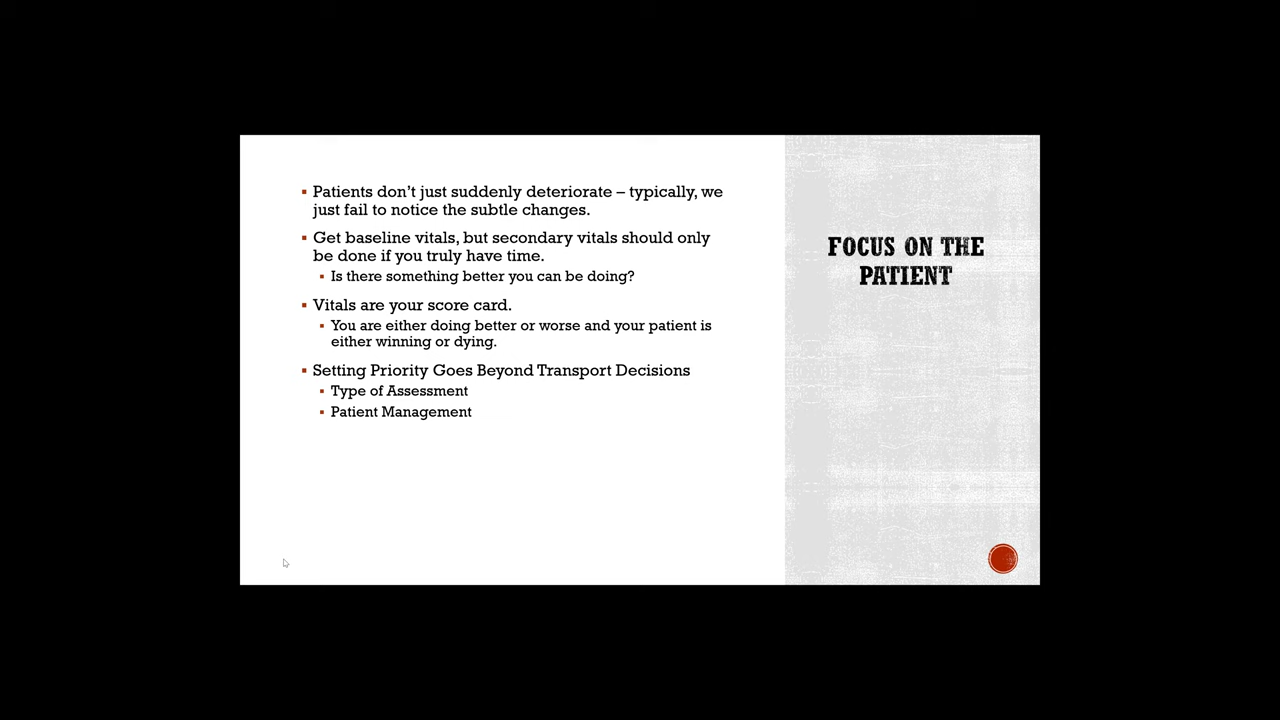 Patients don’t just suddenly deteriorate – typically, we
just fail to notice the subtle changes.
Get baseline vitals, but secondary vitals should only
be done if you truly have time.
Is there something better you can be doing?
Vitals are your score card.
You are either doing better or worse and your patient is
either winning or dying.
Setting Priority Goes Beyond Transport Decisions
Type of Assessment
Patient Management
FOCUS ON THE
PATIENT